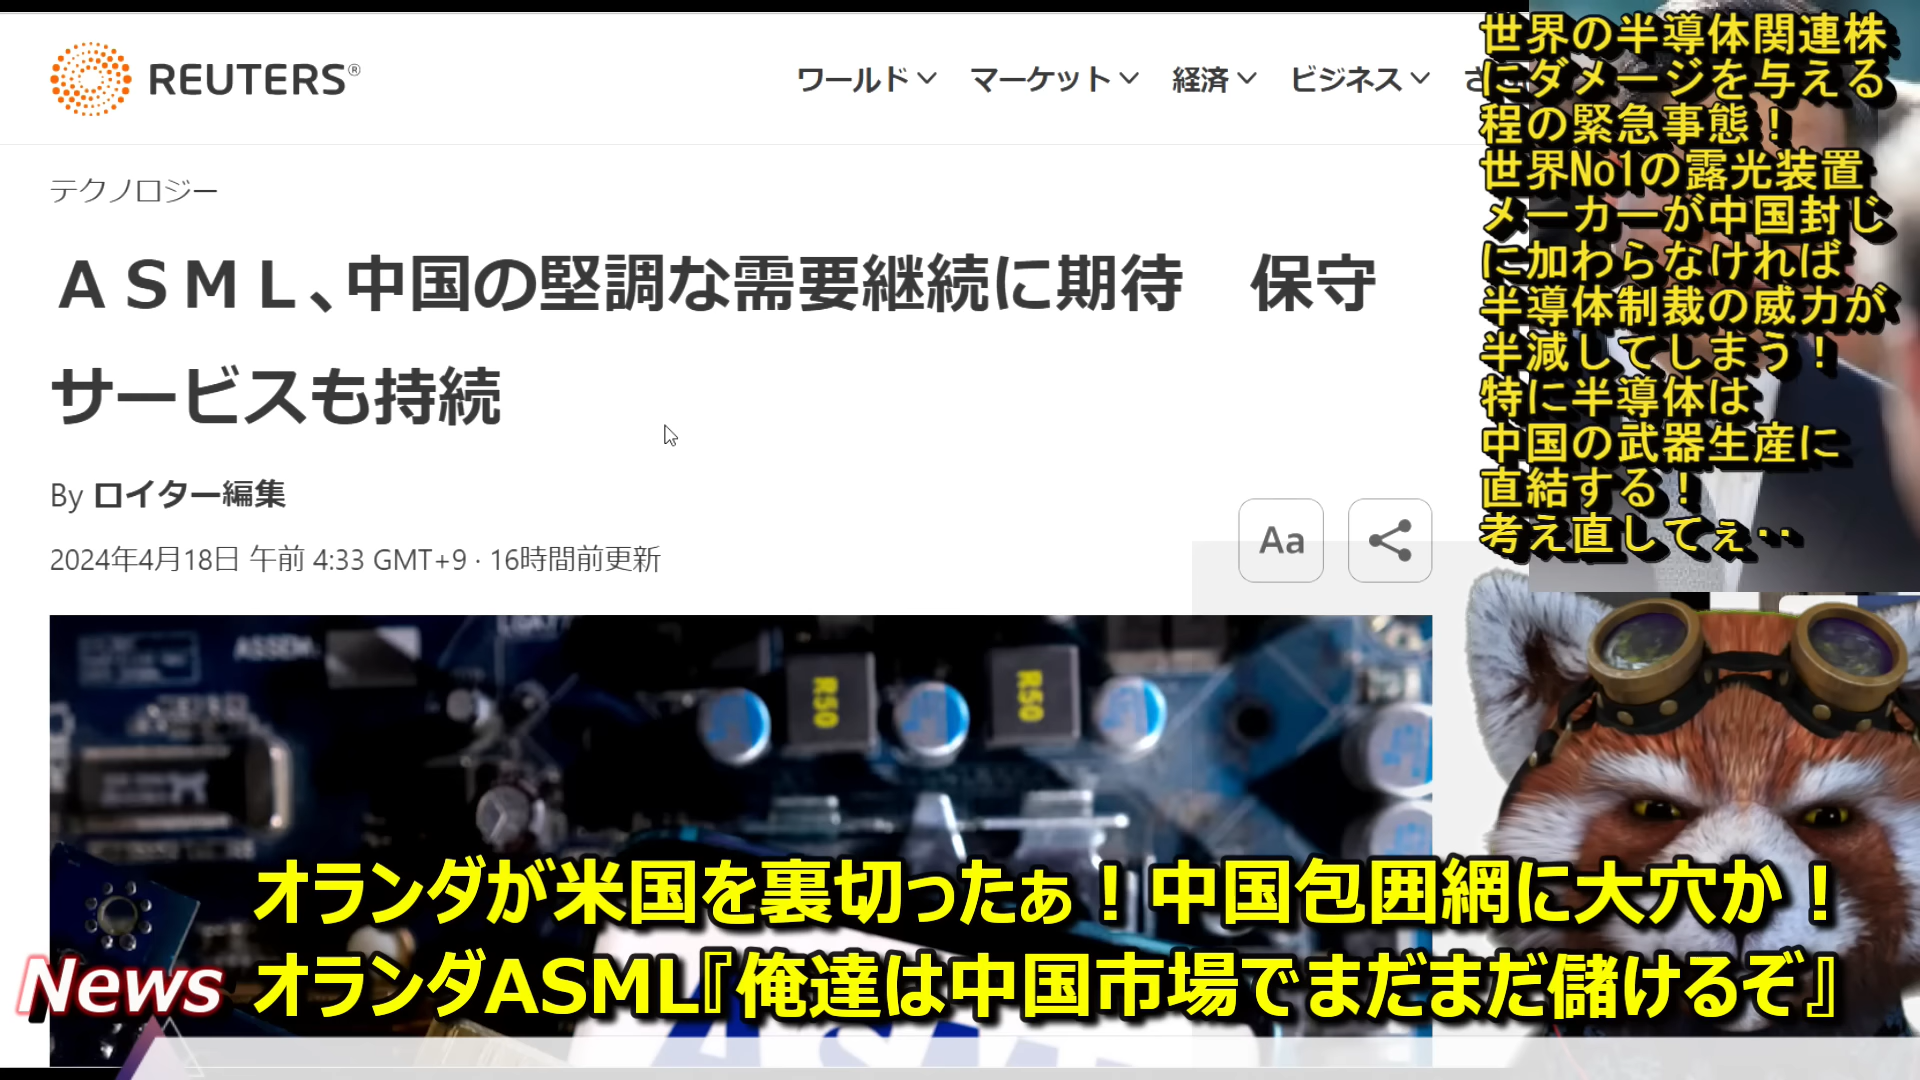 REUTERS®
ワールド マーケット 経済 ビジネス さ
テクノロジー
ＡＳＭＬ、中国の堅調な需要継続に期待　保守
サービスも持続
By ロイター編集
2024年4月18日 午前 4:33 GMT+9 · 16時間前更新
Aa
世界の半導体関連株
にダメージを与える
程の緊急事態！
世界No1の露光装置
メーカーが中国封じ
に加わらなければ
半導体制裁の威力が
半減してしまう！
特に半導体は
中国の武器生産に
直結する！
考え直してぇ‥
ASSEM
R50
R50
オランダが米国を裏切ったぁ！中国包囲網に大穴か！
News
オランダASML『俺達は中国市場でまだまだ儲けるぞ』
ASML